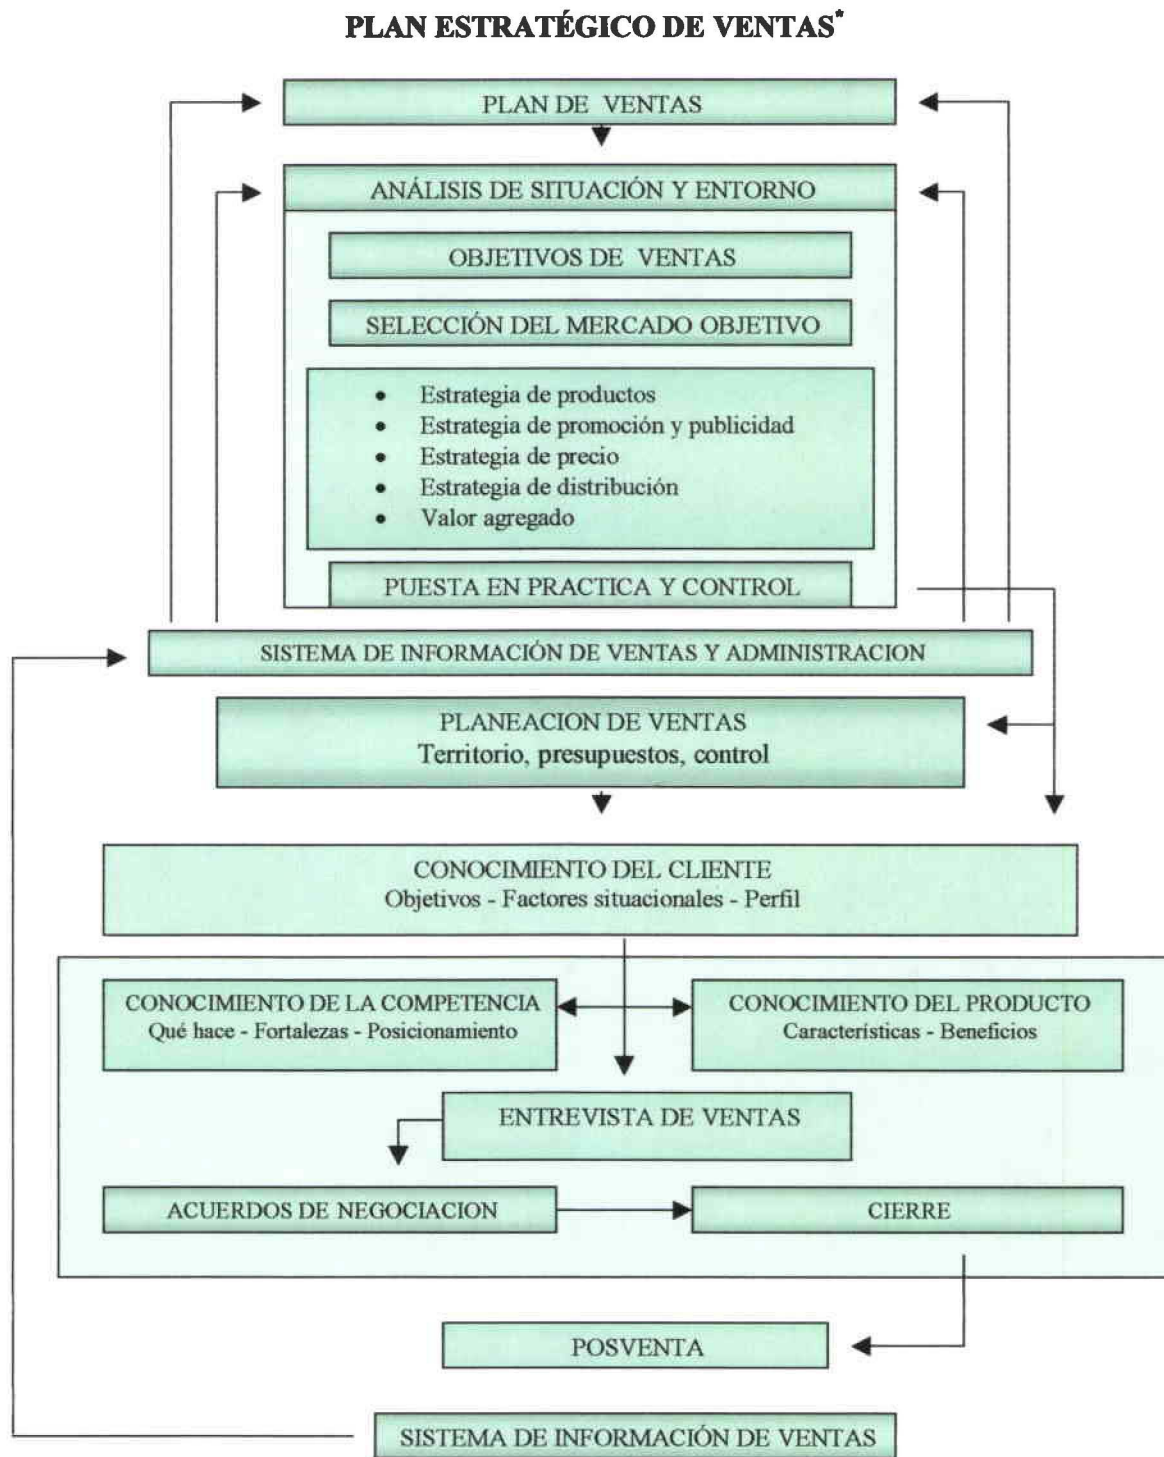 PLAN ESTRATÉGICO DE VENTAS*
PLAN DE VENTAS
ANÁLISIS DE SITUACIÓN Y ENTORNO
OBJETIVOS DE VENTAS
SELECCIÓN DEL MERCADO OBJETIVO
• Estrategia de productos
• Estrategia de promoción y publicidad
• Estrategia de precio
• Estrategia de distribución
• Valor agregado
PUESTA EN PRACTICA Y CONTROL
SISTEMA DE INFORMACIÓN DE VENTAS Y ADMINISTRACION
PLANEACION DE VENTAS
Territorio, presupuestos, control
CONOCIMIENTO DEL CLIENTE
Objetivos - Factores situacionales - Perfil
CONOCIMIENTO DE LA COMPETENCIA
Qué hace - Fortalezas - Posicionamiento
CONOCIMIENTO DEL PRODUCTO
Características - Beneficios
ENTREVISTA DE VENTAS
ACUERDOS DE NEGOCIACION
CIERRE
POSVENTA
SISTEMA DE INFORMACIÓN DE VENTAS